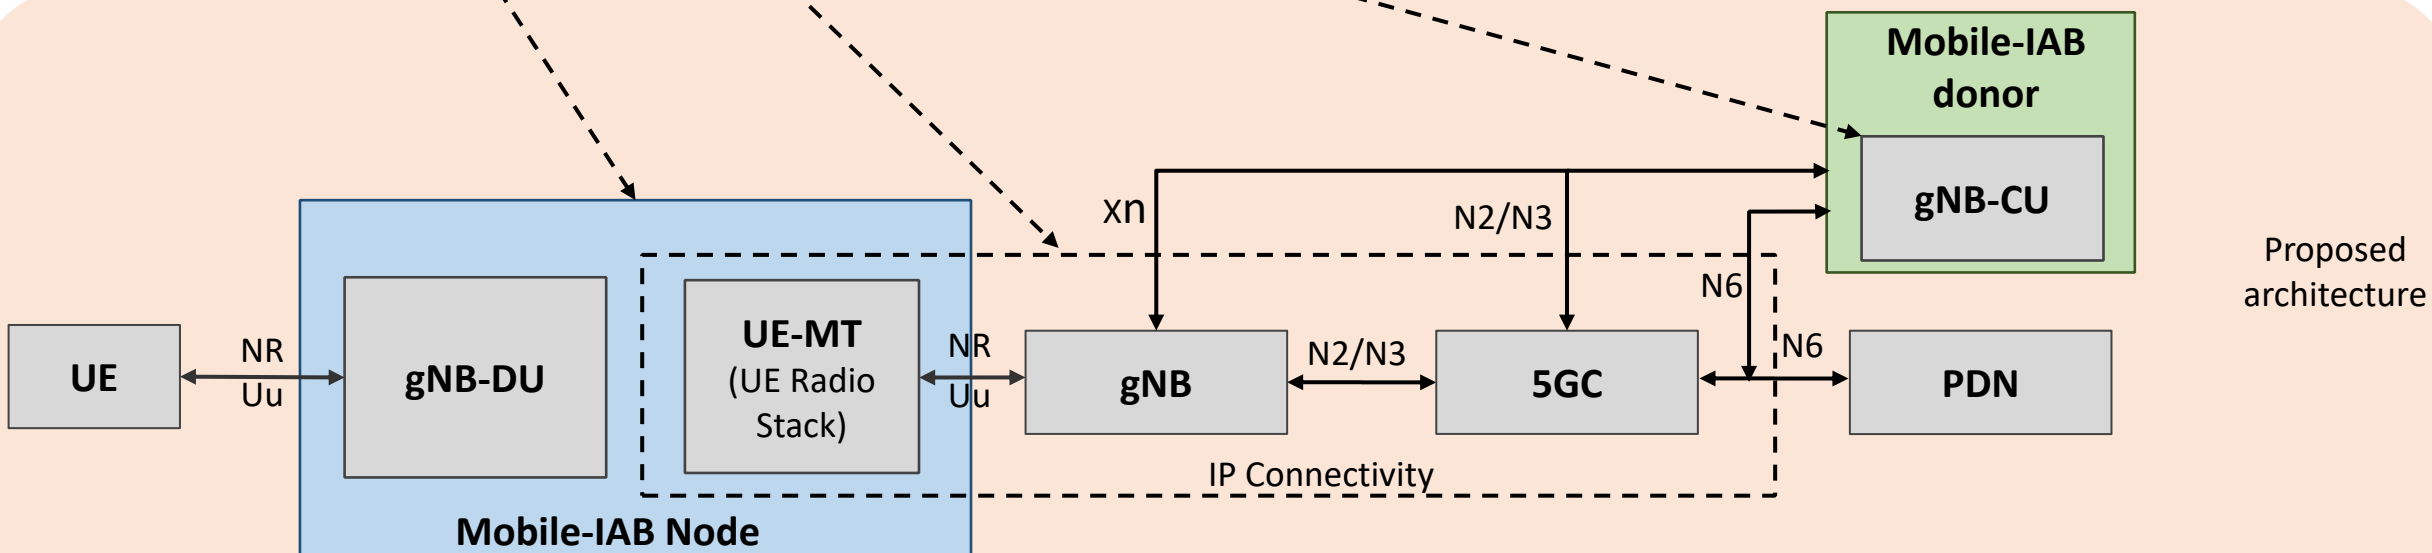 Mobile-IAB
donor
gNB-CU
xn
N2/N3
N6
Proposed
architecture
UE
NR
Uu
gNB-DU
UE-MT
(UE Radio
Stack)
NR
Uu
gNB
N2/N3
5GC
N6
PDN
IP Connectivity
Mobile-IAB Node